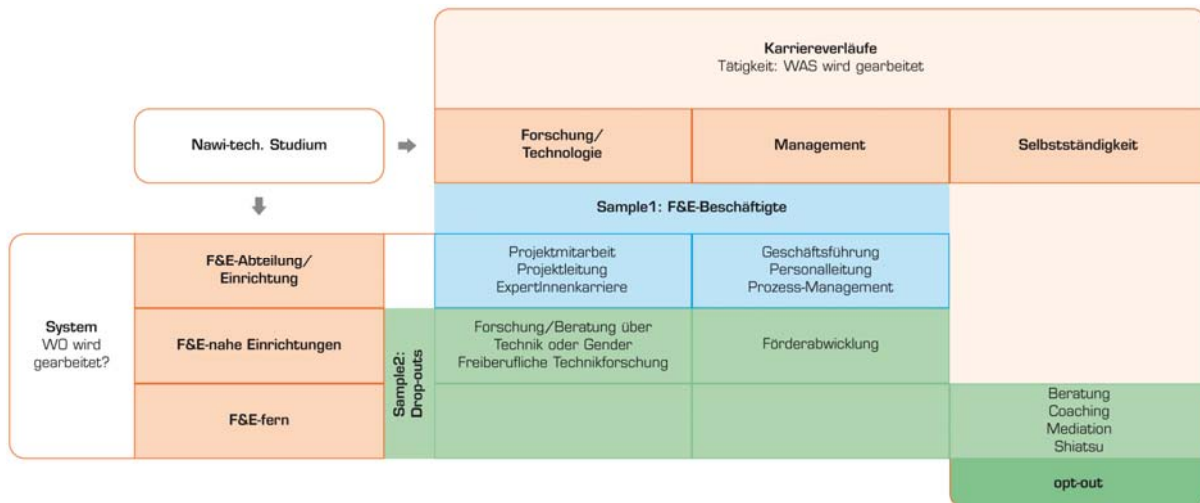 Karriereverläufe
Tätigkeit: WAS wird gearbeitet
Nawi-tech. Studium
Forschung/
Technologie
Management
Selbstständigkeit
Sample1: F&E-Beschäftigte
System
WO wird
gearbeitet?
F&E-Abteilung/
Einrichtung
Projektmitarbeit
Projektleitung
ExpertInnenkarriere
Geschäftsführung
Personalleitung
Prozess-Management
F&E-nahe Einrichtungen
Sample2:
Drop-outs
Forschung/Beratung über
Technik oder Gender
Freiberufliche Technikforschung
Förderabwicklung
F&E-fern
Beratung
Coaching
Mediation
Shiatsu
opt-out